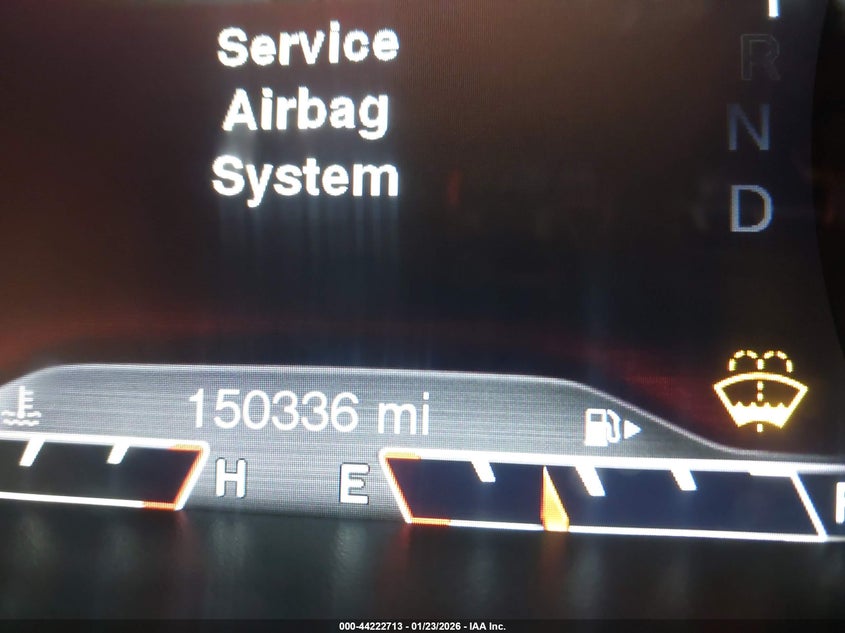 Service
Airbag
System
R
N
D
150336 mi
H
E
000-44222713 - 01/23/2026 - IAA Inc.